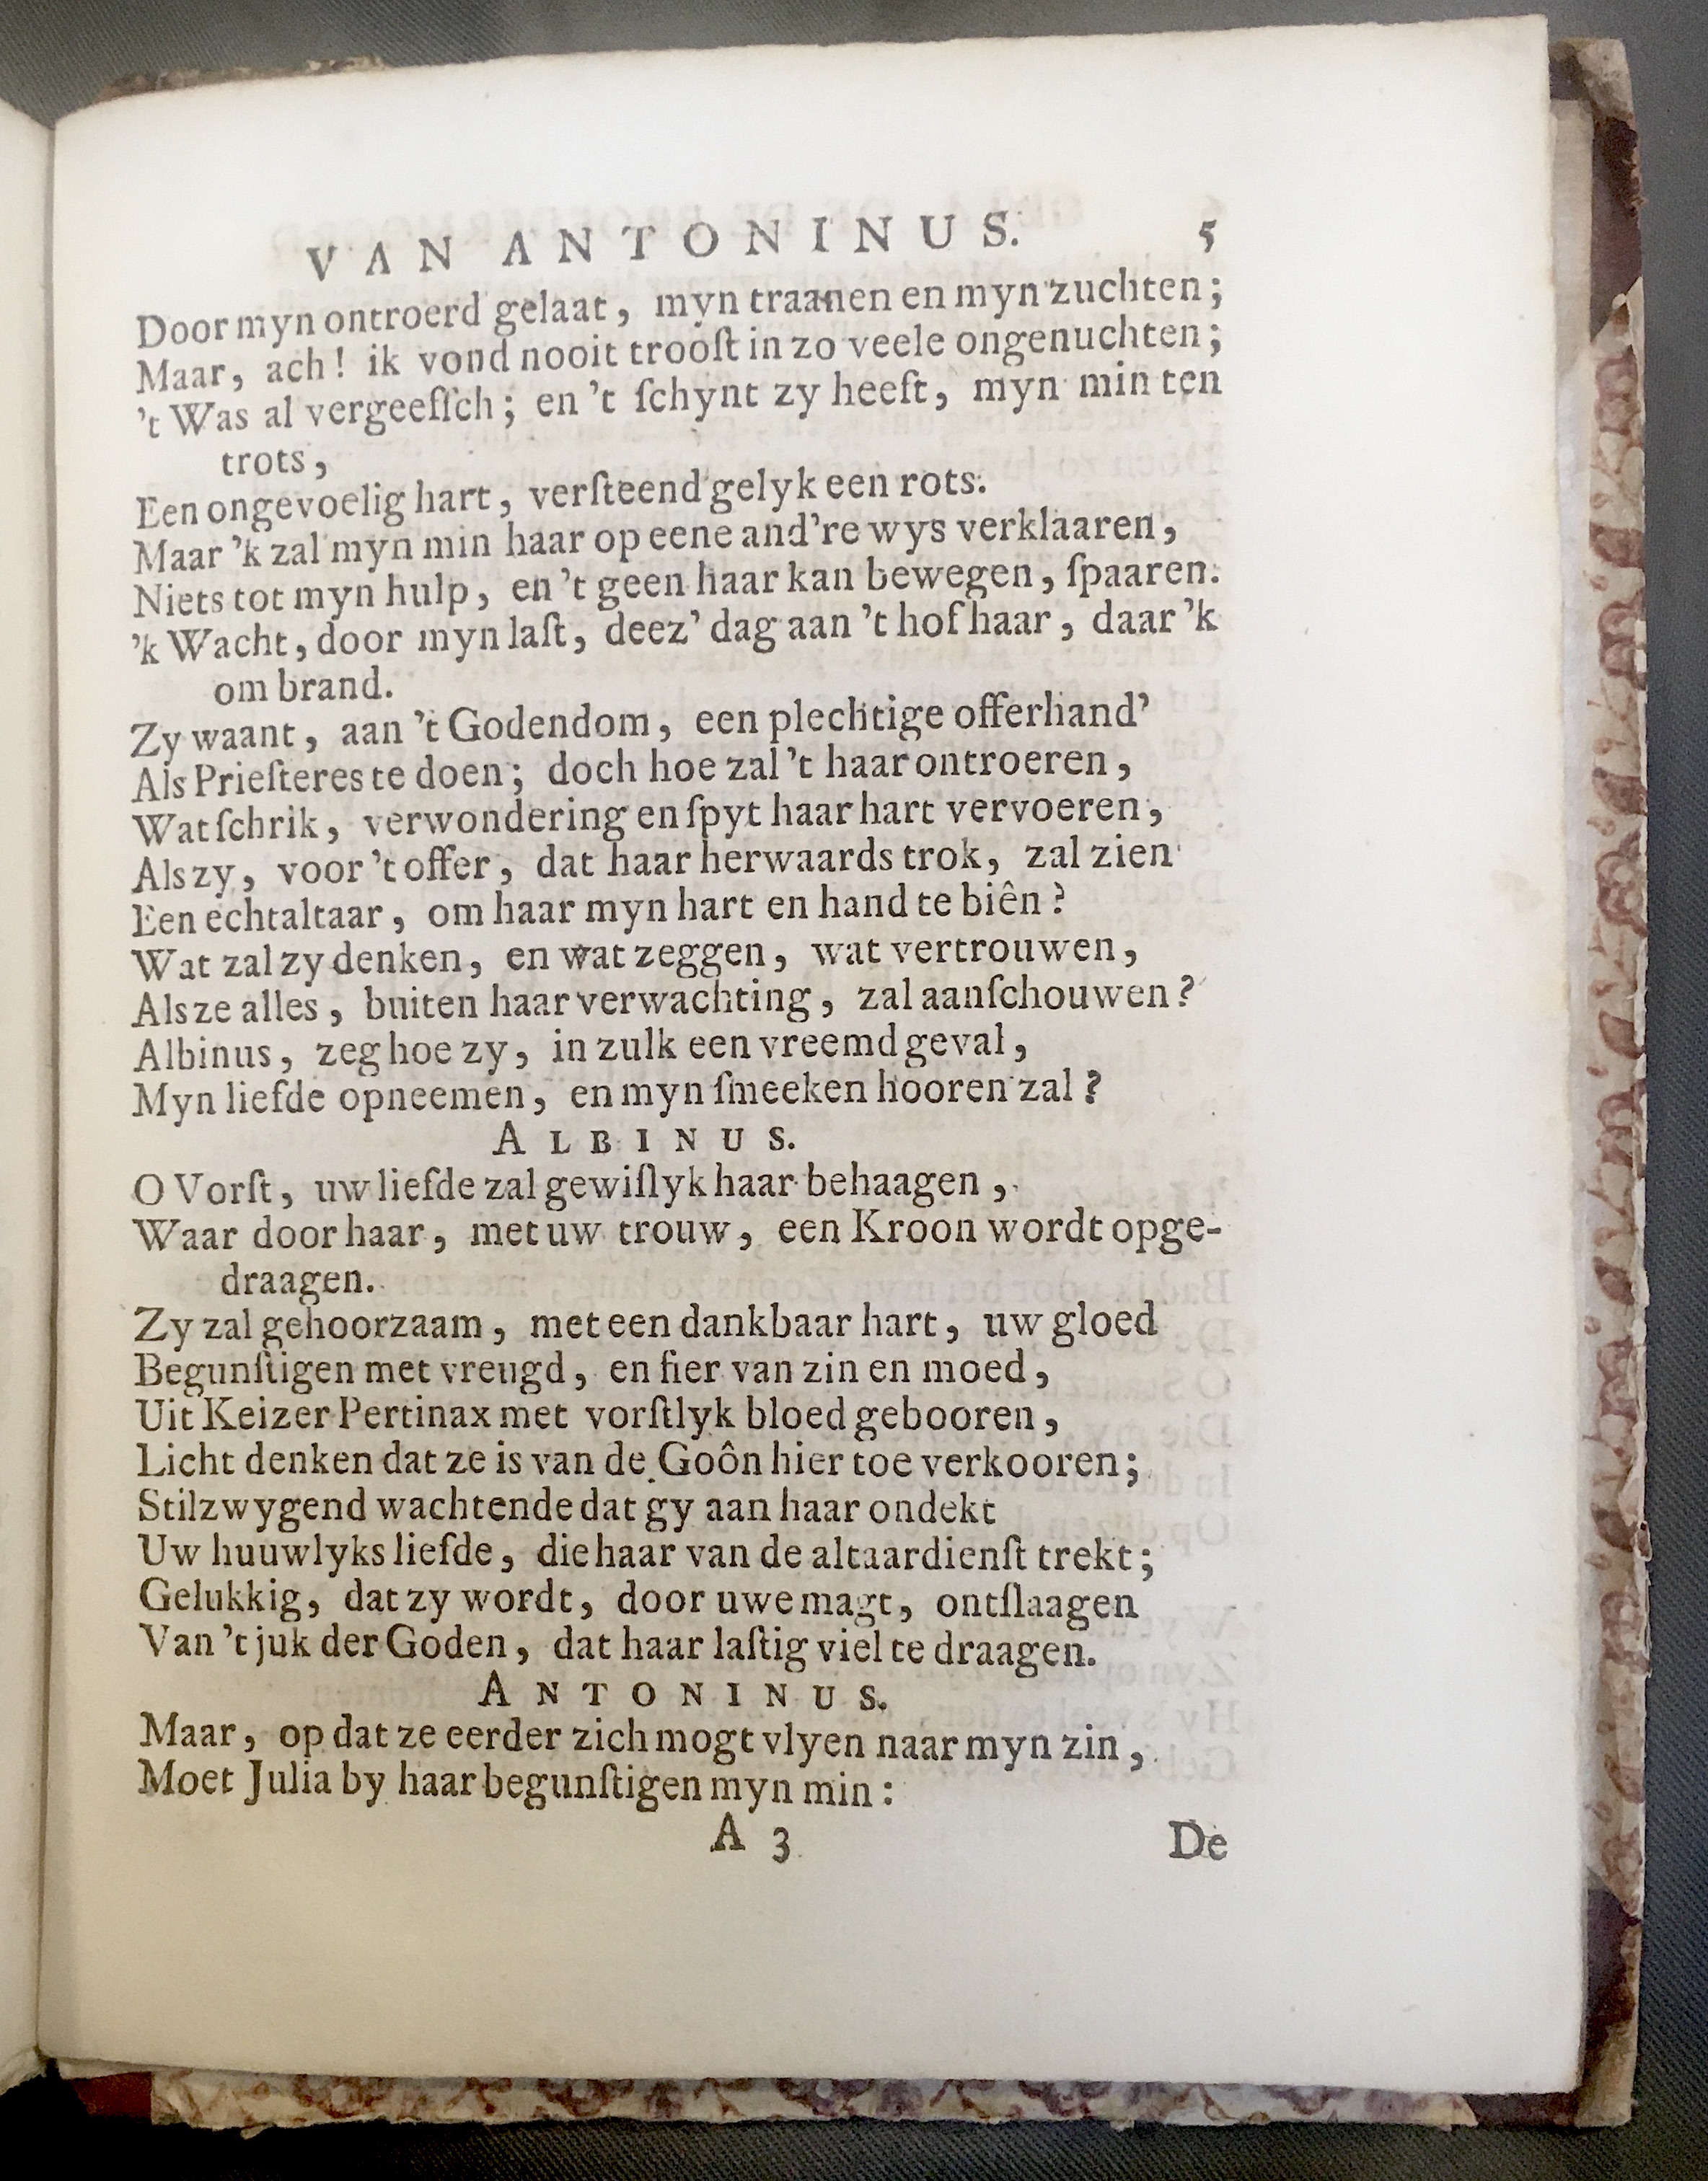 VAN ANTONINUS. 5
Door myn ontroerd gelaat, myn traanen en myn zuchten;
Maar, ach! ik vond nooit trooſt in zo veele ongenuchten;
't Was al vergeefſch; en 't ſchynt zy heeft, myn min ten
trots,
Een ongevoelig hart, verſteend gelyk een rots.
Maar 'k zal myn min haar op eene and're wys verklaaren,
Niets tot myn hulp, en 't geen haar kan bewegen, ſpaaren.
'k Wacht, door myn laſt, deez' dag aan 't hof haar, daar 'k
om brand.
Zy waant, aan 't Godendom, een plechtige offerhand'
Als Prieſteres te doen; doch hoe zal 't haar ontroeren,
Wat ſchrik, verwondering en ſpyt haar hart vervoeren,
Als zy, voor 't offer, dat haar herwaards trok, zal zien
Een echtaltaar, om haar myn hart en hand te biên?
Wat zal zy denken, en wat zeggen, wat vertrouwen,
Als ze alles, buiten haar verwachting, zal aanſchouwen?
Albinus, zeg hoe zy, in zulk een vreemd geval,
Myn liefde opneemen, en myn ſmeeken hooren zal?
ALBINUS.
O Vorſt, uw liefde zal gewiſlyk haar behaagen,
Waar door haar, met uw trouw, een Kroon wordt opge-
draagen.
Zy zal gehoorzaam, met een dankbaar hart, uw gloed
Begunſtigen met vreugd, en fier van zin en moed,
Uit Keizer Pertinax met vorſtlyk bloed gebooren,
Licht denken dat ze is van de Goôn hier toe verkooren;
Stilzwygend wachtende dat gy aan haar ondekt
Uw huuwlyks liefde, die haar van de altaardienſt trekt;
Gelukkig, dat zy wordt, door uwe magt, ontſlaagen
Van 't juk der Goden, dat haar laſtig viel te draagen.
ANTONINUS.
Maar, op dat ze eerder zich mogt vlyen naar myn zin,
Moet Julia by haar begunſtigen myn min:
A 3 De